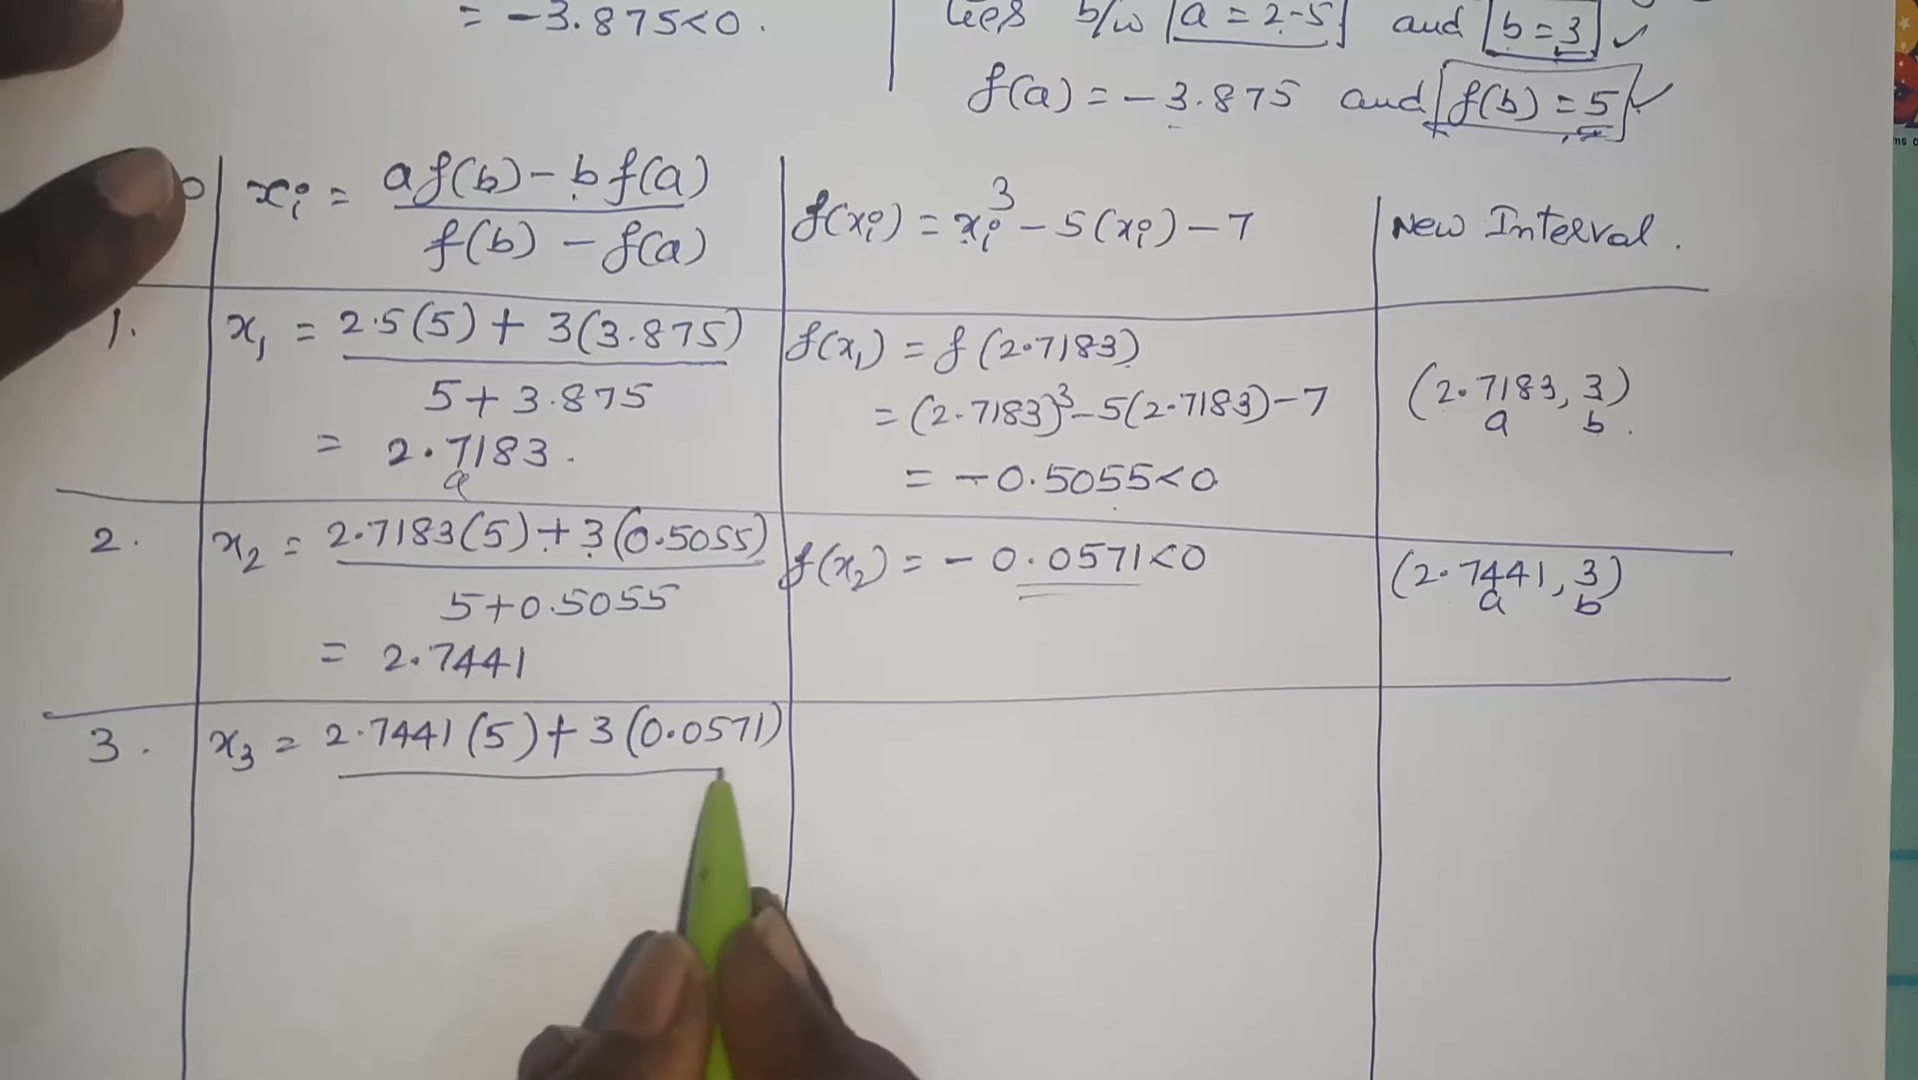 = -3.875<0.
lies b/w a = 2.5 and b = 3 ✓
f(a) = -3.875 and f(b) = 5 ✓
xᵢ = af(b) - bf(a) / f(b) - f(a)
f(xᵢ) = xᵢ³ - 5(xᵢ) - 7
New Interval.
1.
x₁ = 2.5(5) + 3(3.875)
5 + 3.875
= 2.7183.
a
f(x₁) = f(2.7183)
= (2.7183)³ - 5(2.7183) - 7
= -0.5055<0
(2.7183, 3)
a b.
2.
x₂ = 2.7183(5) + 3(0.5055)
5+0.5055
= 2.7441
f(x₂) = -0.0571<0
(2.7441, 3)
a b
3.
x₃ = 2.7441(5) + 3(0.0571)